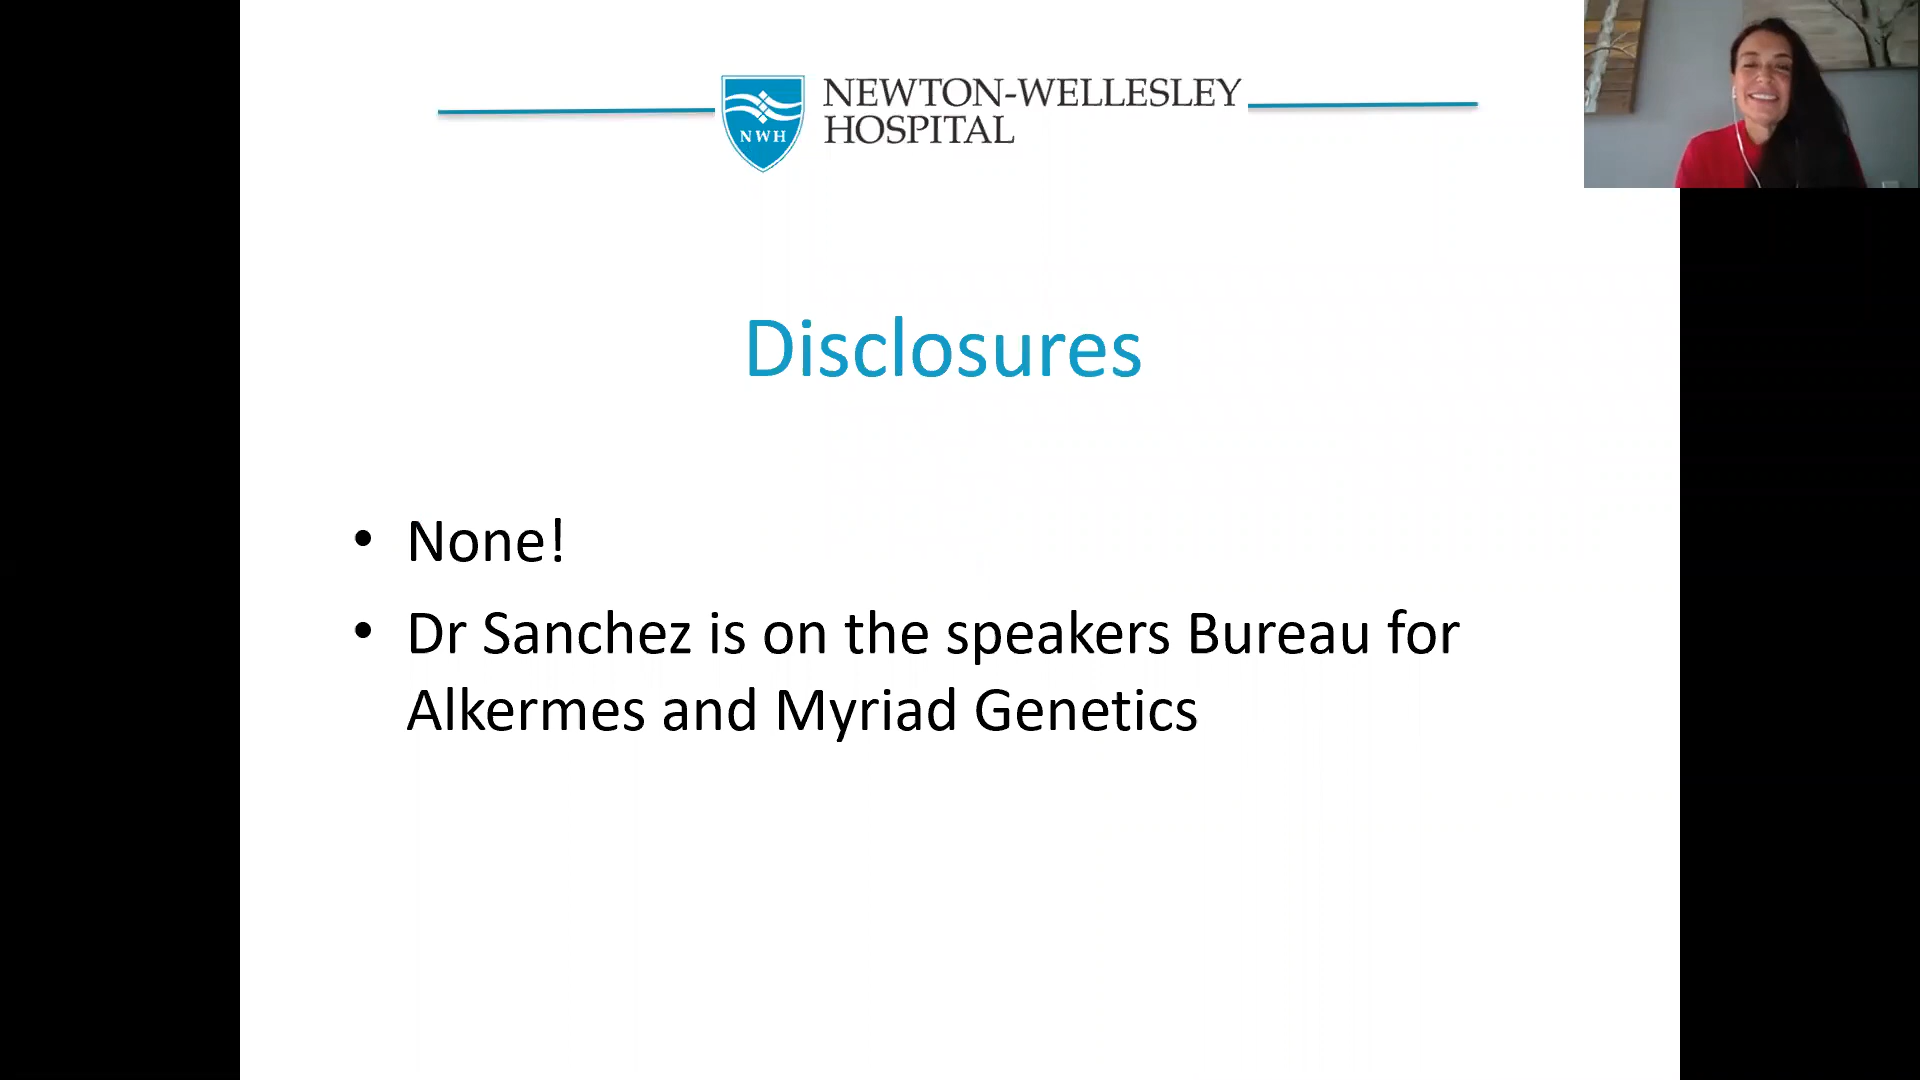 NWH
NEWTON-WELLESLEY
HOSPITAL
Disclosures
• None!
• Dr Sanchez is on the speakers Bureau for
Alkermes and Myriad Genetics